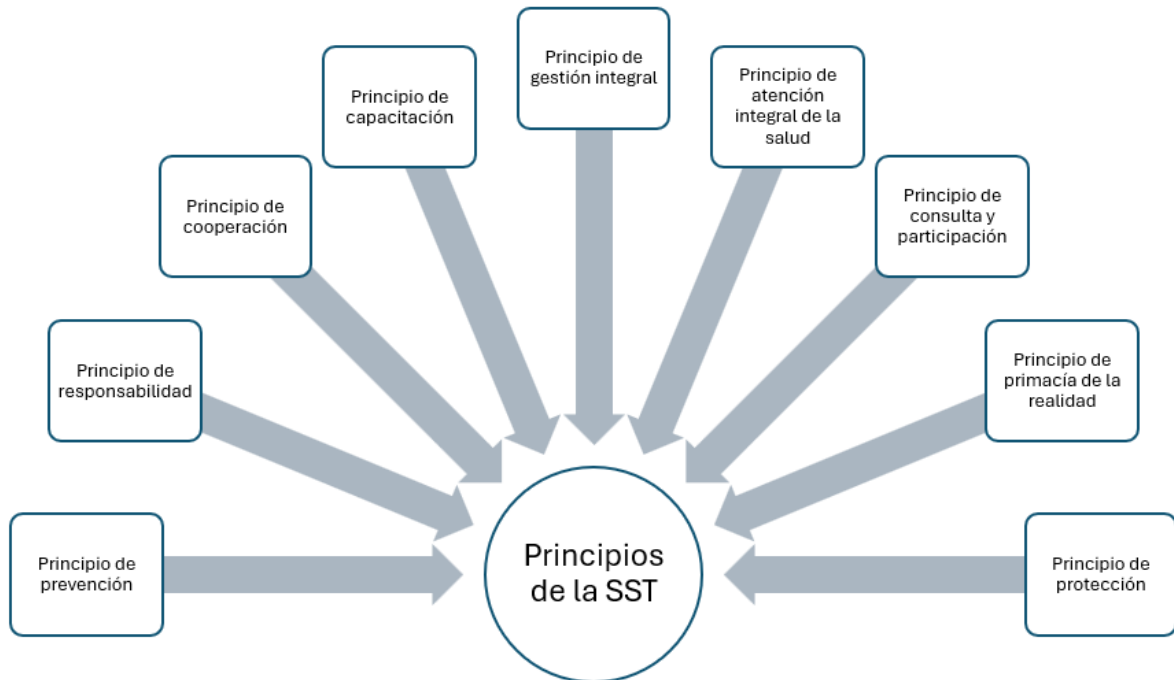 Principio de
prevención
Principio de
responsabilidad
Principio de
cooperación
Principio de
capacitación
Principio de
gestión integral
Principio de
atención
integral de la
salud
Principio de
consulta y
participación
Principio de
primacía de la
realidad
Principio de
protección
Principios
de la SST